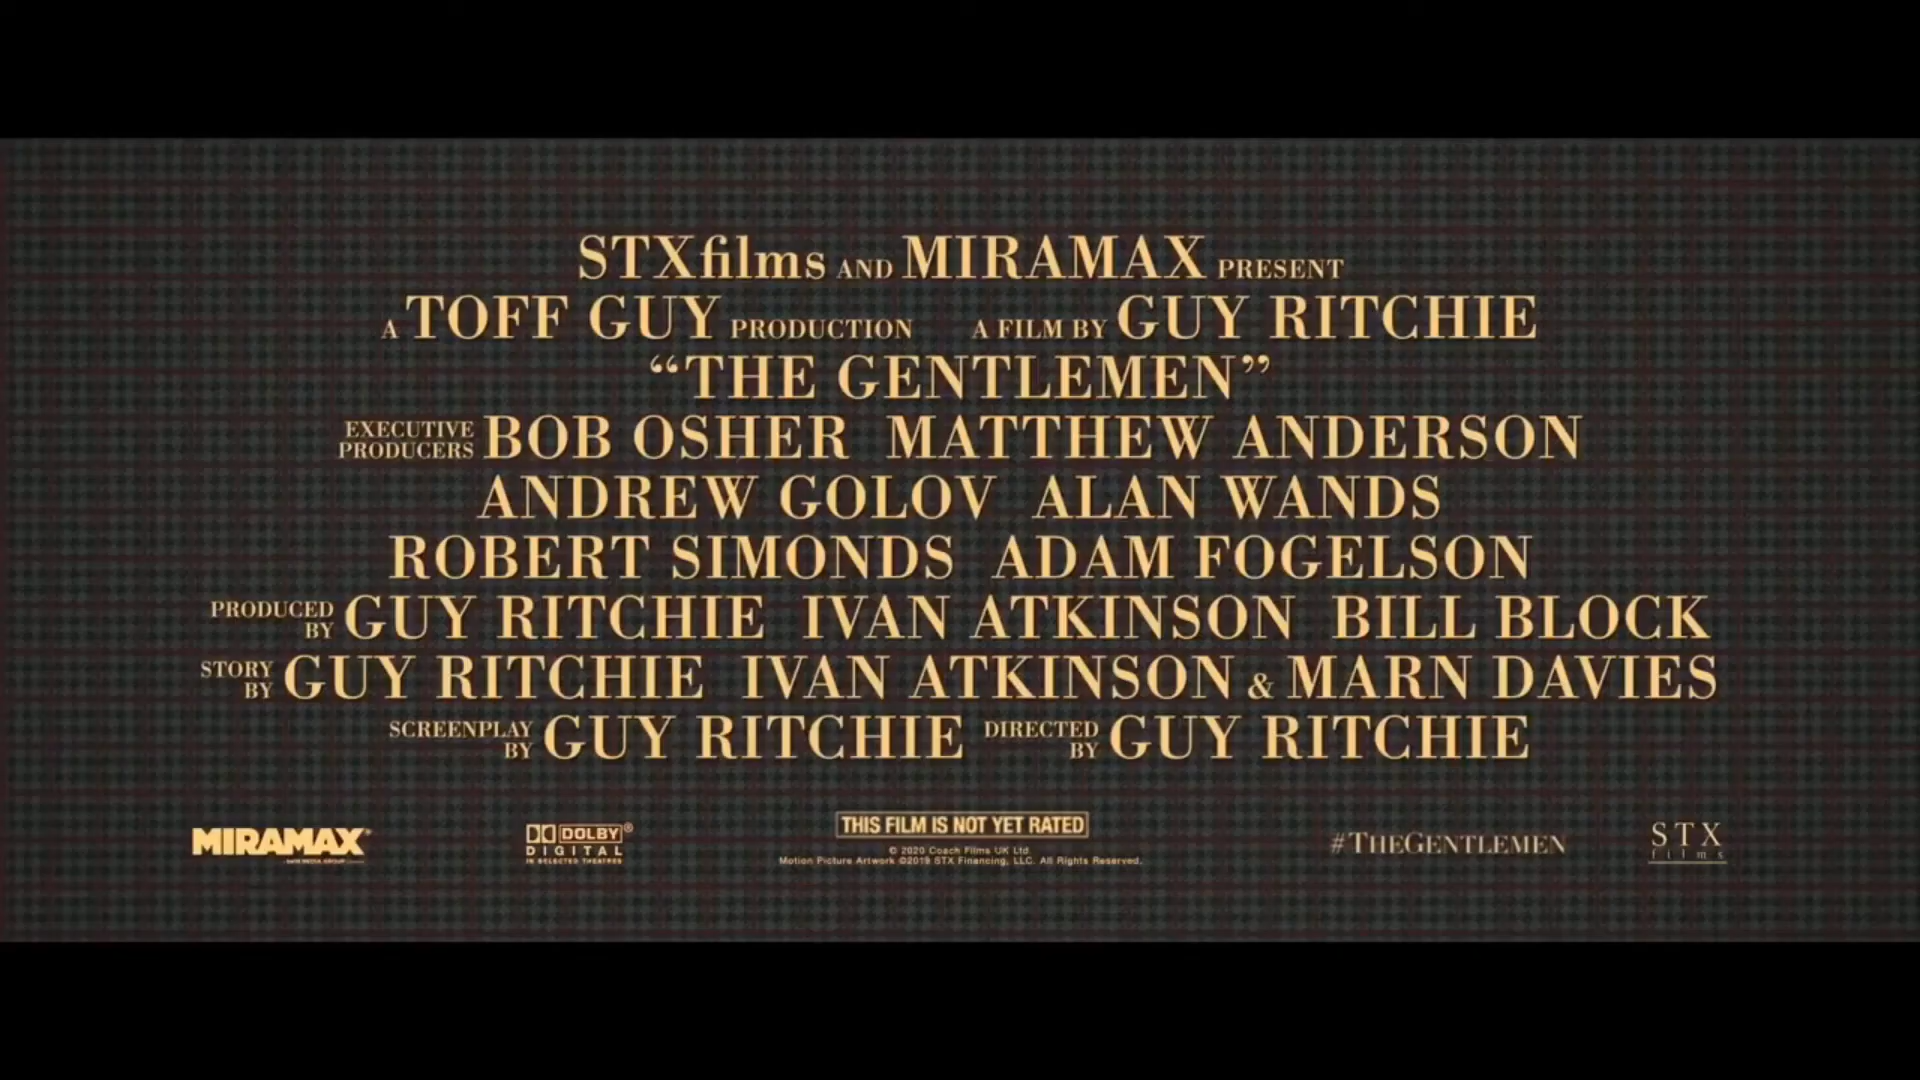 STXfilms AND MIRAMAX PRESENT
A TOFF GUY PRODUCTION A FILM BY GUY RITCHIE
“THE GENTLEMEN”
EXECUTIVE PRODUCERS BOB OSHER MATTHEW ANDERSON
ANDREW GOLOV ALAN WANDS
ROBERT SIMONDS ADAM FOGELSON
PRODUCED BY GUY RITCHIE IVAN ATKINSON BILL BLOCK
STORY BY GUY RITCHIE IVAN ATKINSON & MARN DAVIES
SCREENPLAY BY GUY RITCHIE DIRECTED BY GUY RITCHIE
MIRAMAX
DOLBY®
DIGITAL
IN SELECTED THEATRES
THIS FILM IS NOT YET RATED
© 2020 Coach Films UK Ltd.
Motion Picture Artwork ©2019 STX Financing, LLC. All Rights Reserved.
#THEGENTLEMEN
STX
films